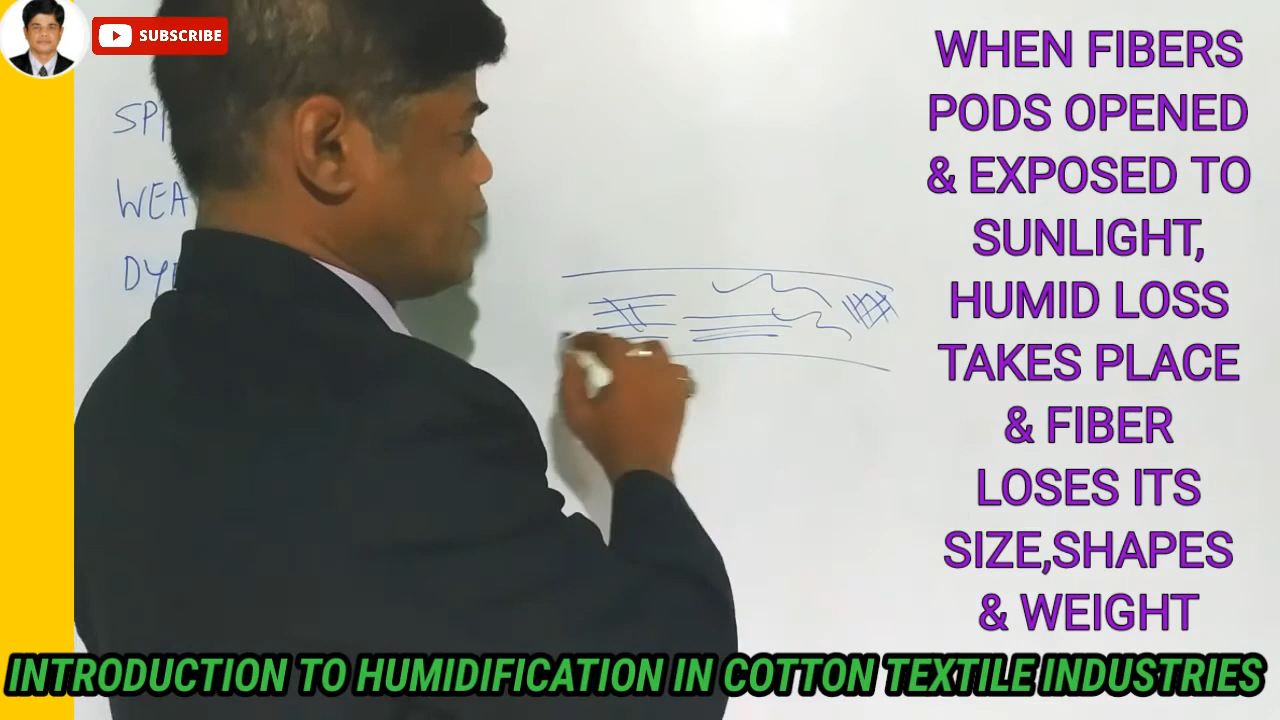 SUBSCRIBE
WHEN FIBERS
PODS OPENED
& EXPOSED TO
SUNLIGHT,
HUMID LOSS
TAKES PLACE
& FIBER
LOSES ITS
SIZE,SHAPES
& WEIGHT
INTRODUCTION TO HUMIDIFICATION IN COTTON TEXTILE INDUSTRIES